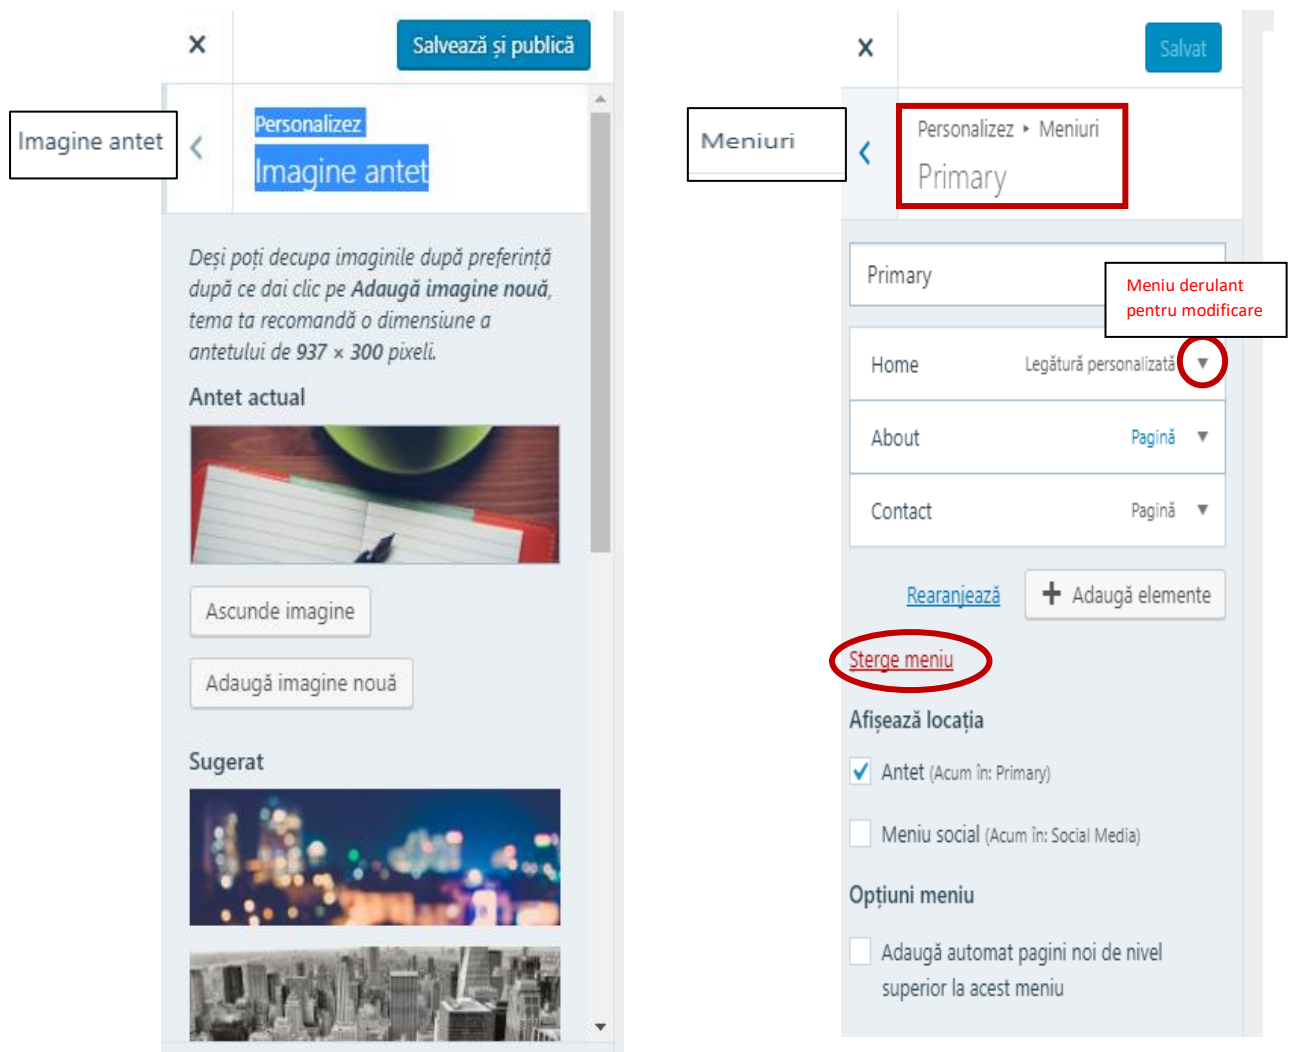 Salvează și publică
Imagine antet
Personalizez
Imagine antet
Deși poți decupa imaginile după preferință
după ce dai clic pe Adaugă imagine nouă,
tema ta recomandă o dimensiune a
antetului de 937 × 300 pixeli.
Antet actual
Ascunde imagine
Adaugă imagine nouă
Sugerat
Salvat
Meniuri
Personalizez ‣ Meniuri
Primary
Primary
Meniu derulant
pentru modificare
Home Legătură personalizată
About Pagină
Contact Pagină
Rearanjează + Adaugă elemente
Sterge meniu
Afișează locația
Antet (Acum în: Primary)
Meniu social (Acum în: Social Media)
Opțiuni meniu
Adaugă automat pagini noi de nivel
superior la acest meniu